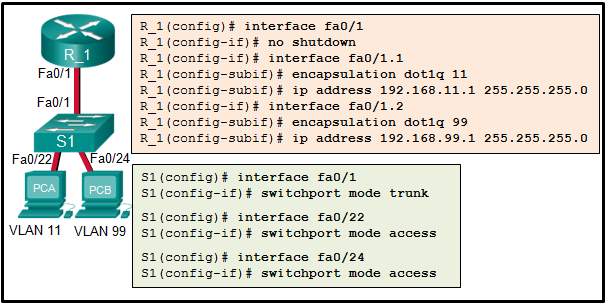 R_1
Fa0/1
Fa0/1
S1
Fa0/22
Fa0/24
PCA
PCB
VLAN 11
VLAN 99
R_1(config)# interface fa0/1
R_1(config-if)# no shutdown
R_1(config-if)# interface fa0/1.1
R_1(config-subif)# encapsulation dot1q 11
R_1(config-subif)# ip address 192.168.11.1 255.255.255.0
R_1(config-if)# interface fa0/1.2
R_1(config-subif)# encapsulation dot1q 99
R_1(config-subif)# ip address 192.168.99.1 255.255.255.0
S1(config)# interface fa0/1
S1(config-if)# switchport mode trunk
S1(config)# interface fa0/22
S1(config-if)# switchport mode access
S1(config)# interface fa0/24
S1(config-if)# switchport mode access